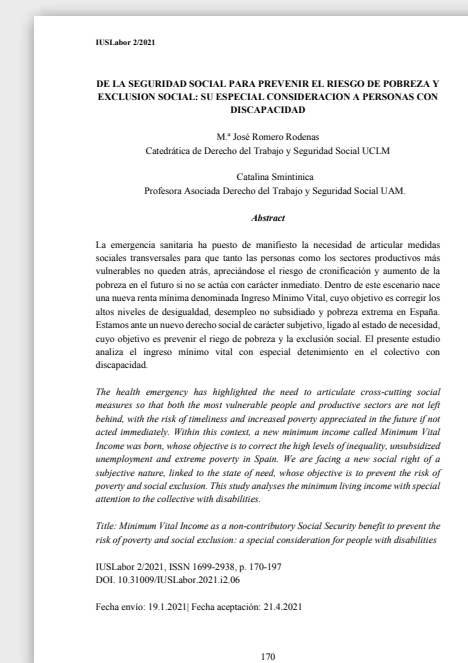 IUSLabor 2/2021
DE LA SEGURIDAD SOCIAL PARA PREVENIR EL RIESGO DE POBREZA Y
EXCLUSION SOCIAL: SU ESPECIAL CONSIDERACION A PERSONAS CON
DISCAPACIDAD
M.ª José Romero Rodenas
Catedrática de Derecho del Trabajo y Seguridad Social UCLM
Catalina Smintinica
Profesora Asociada Derecho del Trabajo y Seguridad Social UAM.
Abstract
La emergencia sanitaria ha puesto de manifiesto la necesidad de articular medidas
sociales transversales para que tanto las personas como los sectores productivos más
vulnerables no queden atrás, apreciándose el riesgo de cronificación y aumento de la
pobreza en el futuro si no se actúa con carácter inmediato. Dentro de este escenario nace
una nueva renta mínima denominada Ingreso Mínimo Vital, cuyo objetivo es corregir los
altos niveles de desigualdad, desempleo no subsidiado y pobreza extrema en España.
Estamos ante un nuevo derecho social de carácter subjetivo, ligado al estado de necesidad,
cuyo objetivo es prevenir el riego de pobreza y la exclusión social. El presente estudio
analiza el ingreso mínimo vital con especial detenimiento en el colectivo con
discapacidad.
The health emergency has highlighted the need to articulate cross-cutting social
measures so that both the most vulnerable people and productive sectors are not left
behind, with the risk of timeliness and increased poverty appreciated in the future if not
acted immediately. Within this context, a new minimum income called Minimum Vital
Income was born, whose objective is to correct the high levels of inequality, unsubsidized
unemployment and extreme poverty in Spain. We are facing a new social right of a
subjective nature, linked to the state of need, whose objective is to prevent the risk of
poverty and social exclusion. This study analyses the minimum living income with special
attention to the collective with disabilities.
Title: Minimum Vital Income as a non-contributory Social Security benefit to prevent the
risk of poverty and social exclusion: a special consideration for people with disabilities
IUSLabor 2/2021, ISSN 1699-2938, p. 170-197
DOI. 10.31009/IUSLabor.2021.i2.06
Fecha envío: 19.1.2021| Fecha aceptación: 21.4.2021
170